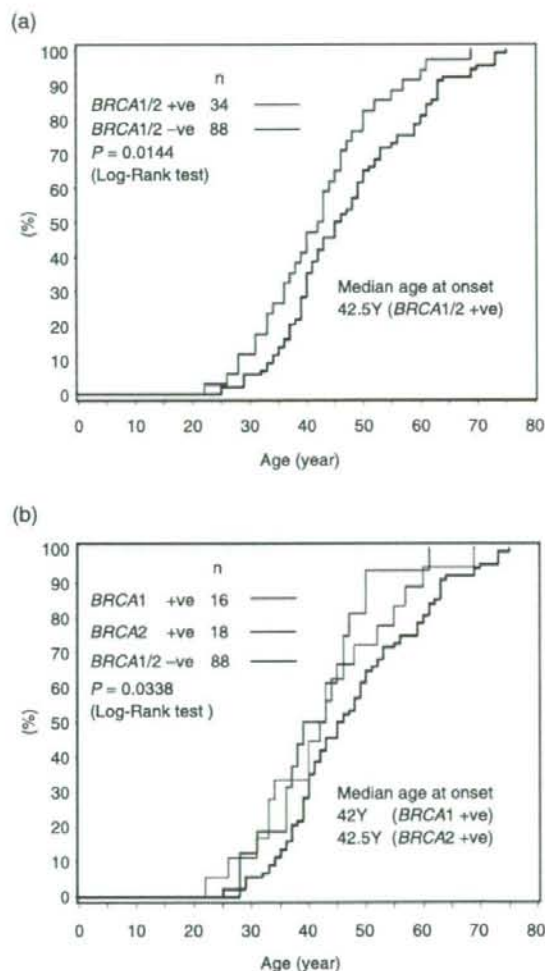 (a)
100
90
80
70
60
50
40
30
20
10
0
(%)
n
BRCA1/2 +ve 34
BRCA1/2 −ve 88
P = 0.0144
(Log-Rank test)
Median age at onset
42.5Y (BRCA1/2 +ve)
0 10 20 30 40 50 60 70 80
Age (year)
(b)
100
90
80
70
60
50
40
30
20
10
0
(%)
n
BRCA1 +ve 16
BRCA2 +ve 18
BRCA1/2 −ve 88
P = 0.0338
(Log-Rank test )
Median age at onset
42Y (BRCA1 +ve)
42.5Y (BRCA2 +ve)
0 10 20 30 40 50 60 70 80
Age (year)